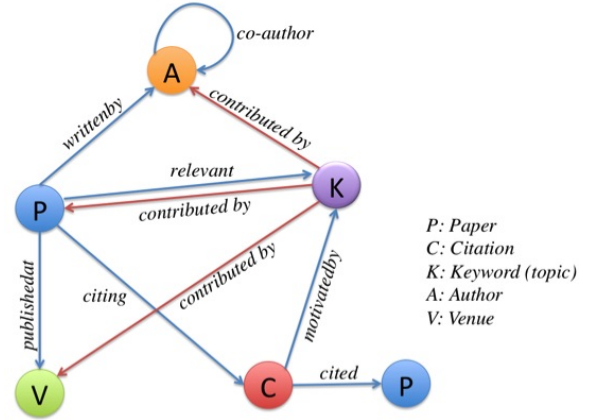 co-author
A
contributed by
writtenby
relevant
K
P
contributed by
P: Paper
C: Citation
K: Keyword (topic)
A: Author
V: Venue
publishedat
citing
contributed by
motivatedby
cited
V
C
P